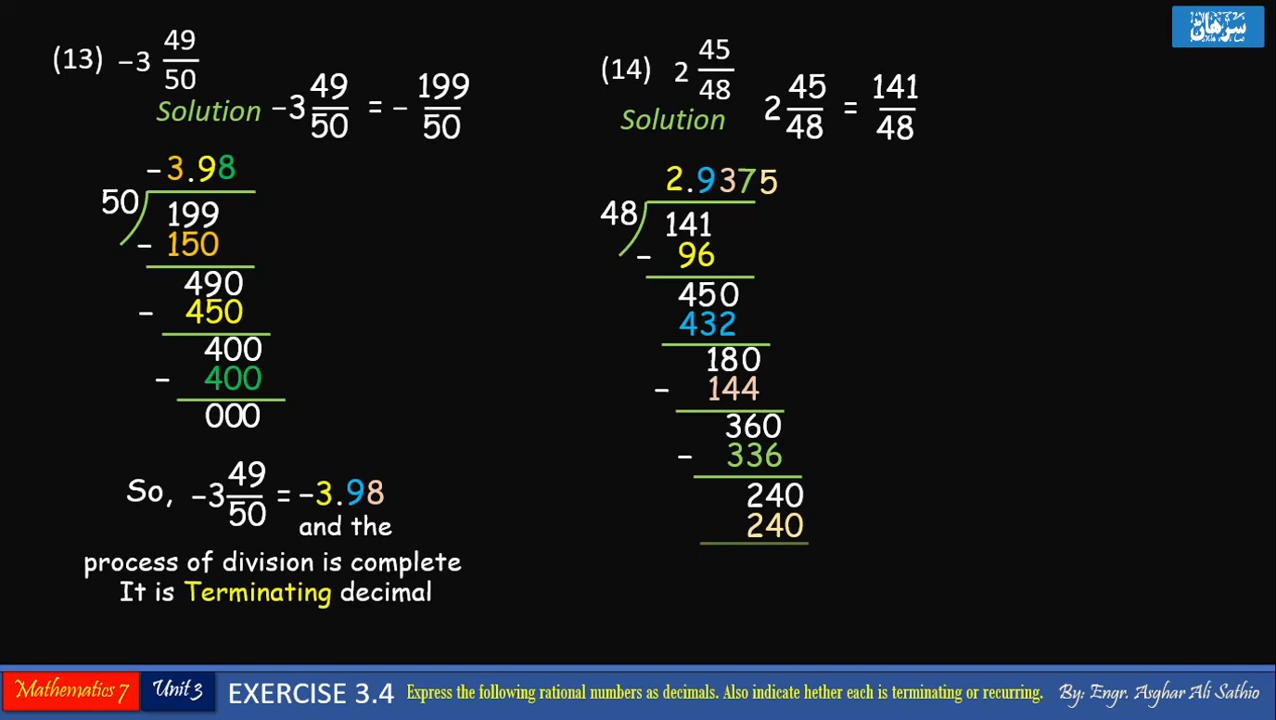 (13) −3 49/50
Solution −3 49/50 = − 199/50
− 3.98
50 199
− 150
490
− 450
400
− 400
000
So, −3 49/50 = −3.98
and the
process of division is complete
It is Terminating decimal
(14) 2 45/48
Solution 2 45/48 = 141/48
2.9375
48 141
− 96
450
432
180
− 144
360
− 336
240
240
Mathematics 7 Unit 3 EXERCISE 3.4 Express the following rational numbers as decimals. Also indicate hether each is terminating or recurring. By: Engr. Asghar Ali Sathio